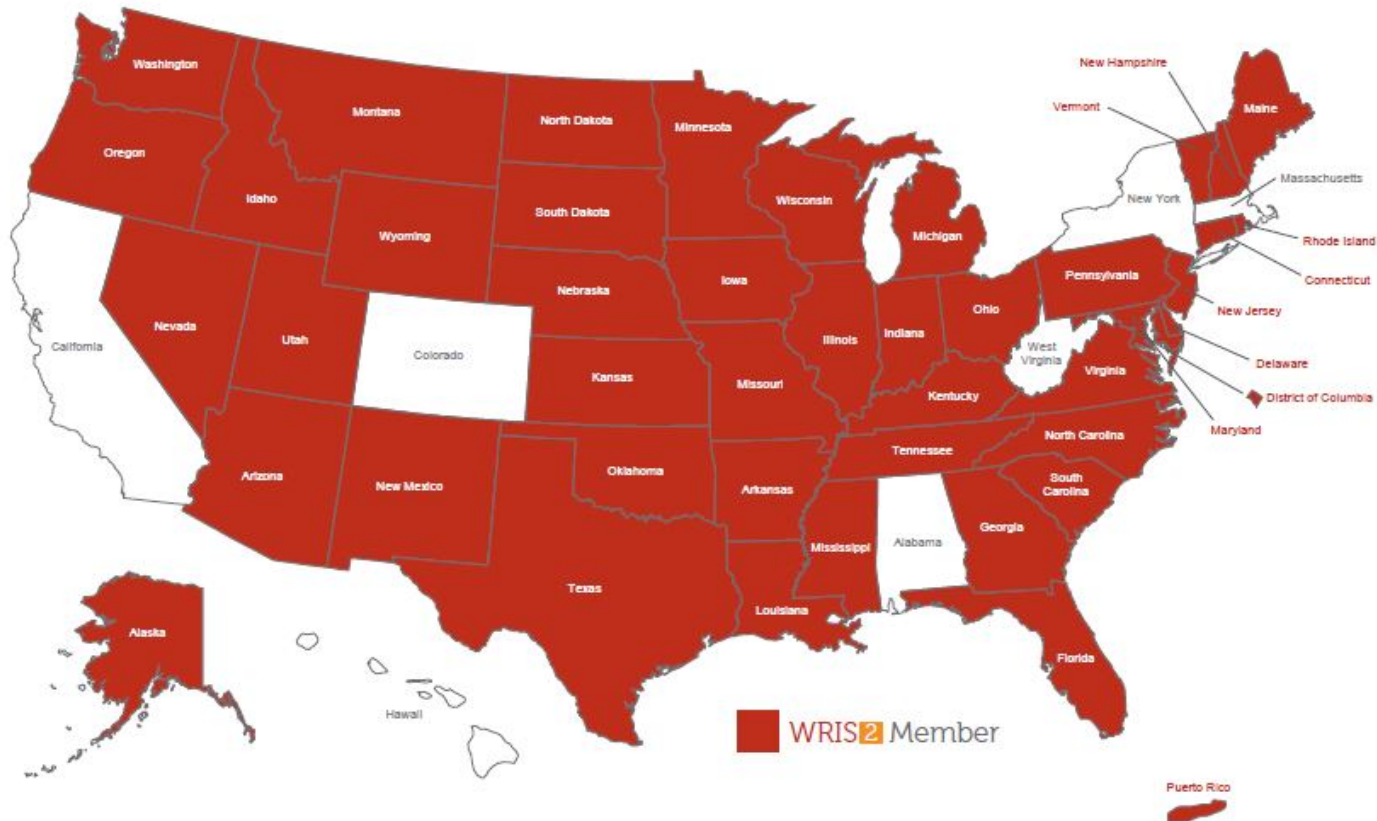 Washington
Montana
North Dakota
Minnesota
New Hampshire
Vermont
Maine
Oregon
Idaho
Wyoming
South Dakota
Wisconsin
Michigan
New York
Massachusetts
Rhode Island
Connecticut
Nebraska
Iowa
Pennsylvania
New Jersey
Nevada
Utah
California
Colorado
Kansas
Missouri
Illinois
Indiana
Ohio
West
Virginia
Virginia
Delaware
District of Columbia
Maryland
Kentucky
Arizona
New Mexico
Oklahoma
Arkansas
Tennessee
North Carolina
South
Carolina
Mississippi
Alabama
Georgia
Texas
Louisiana
Florida
Alaska
Hawaii
WRIS2 Member
Puerto Rico